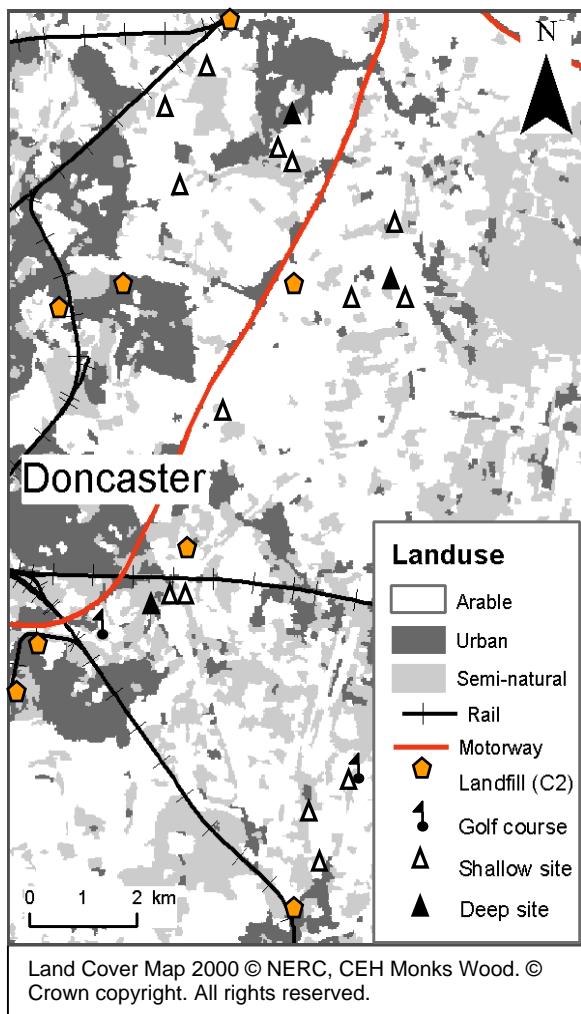 N
Doncaster
Landuse
Arable
Urban
Semi-natural
Rail
Motorway
Landfill (C2)
Golf course
Shallow site
Deep site
0 1 2 km
Land Cover Map 2000 © NERC, CEH Monks Wood. ©
Crown copyright. All rights reserved.